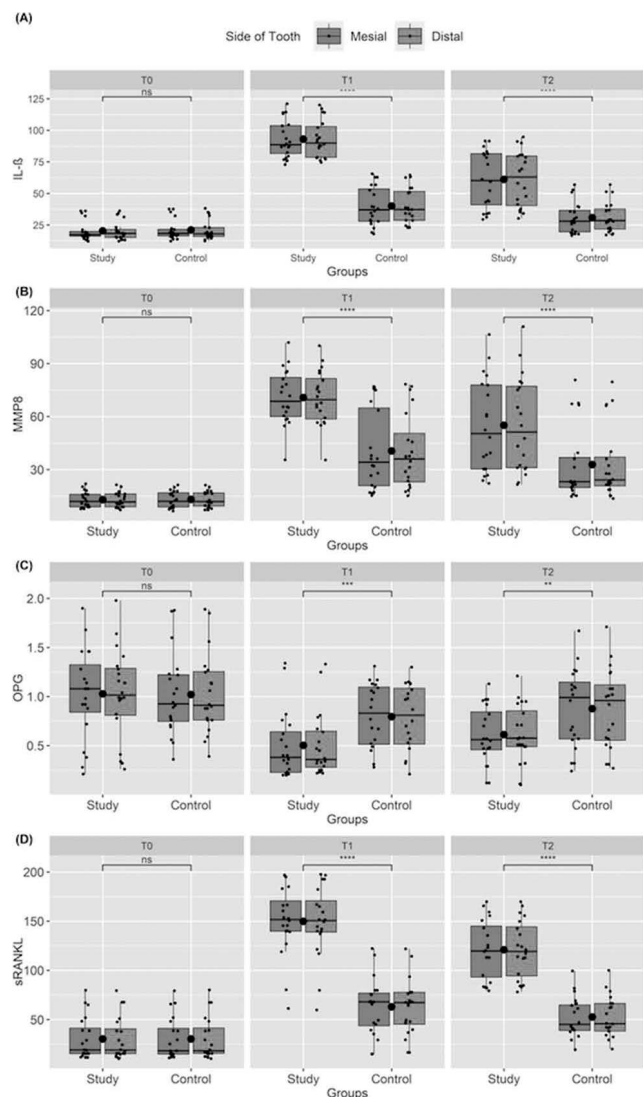 (A)
Side of Tooth Mesial Distal
T0 T1 T2
ns **** ****
125
100
75
50
25
IL-ß
Study Control Study Control Study Control
Groups
(B)
T0 T1 T2
ns **** ****
120
90
60
30
MMP8
Study Control Study Control Study Control
Groups
(C)
T0 T1 T2
ns *** **
2.0
1.5
1.0
0.5
OPG
Study Control Study Control Study Control
Groups
(D)
T0 T1 T2
ns **** ****
200
150
100
50
sRANKL
Study Control Study Control Study Control
Groups